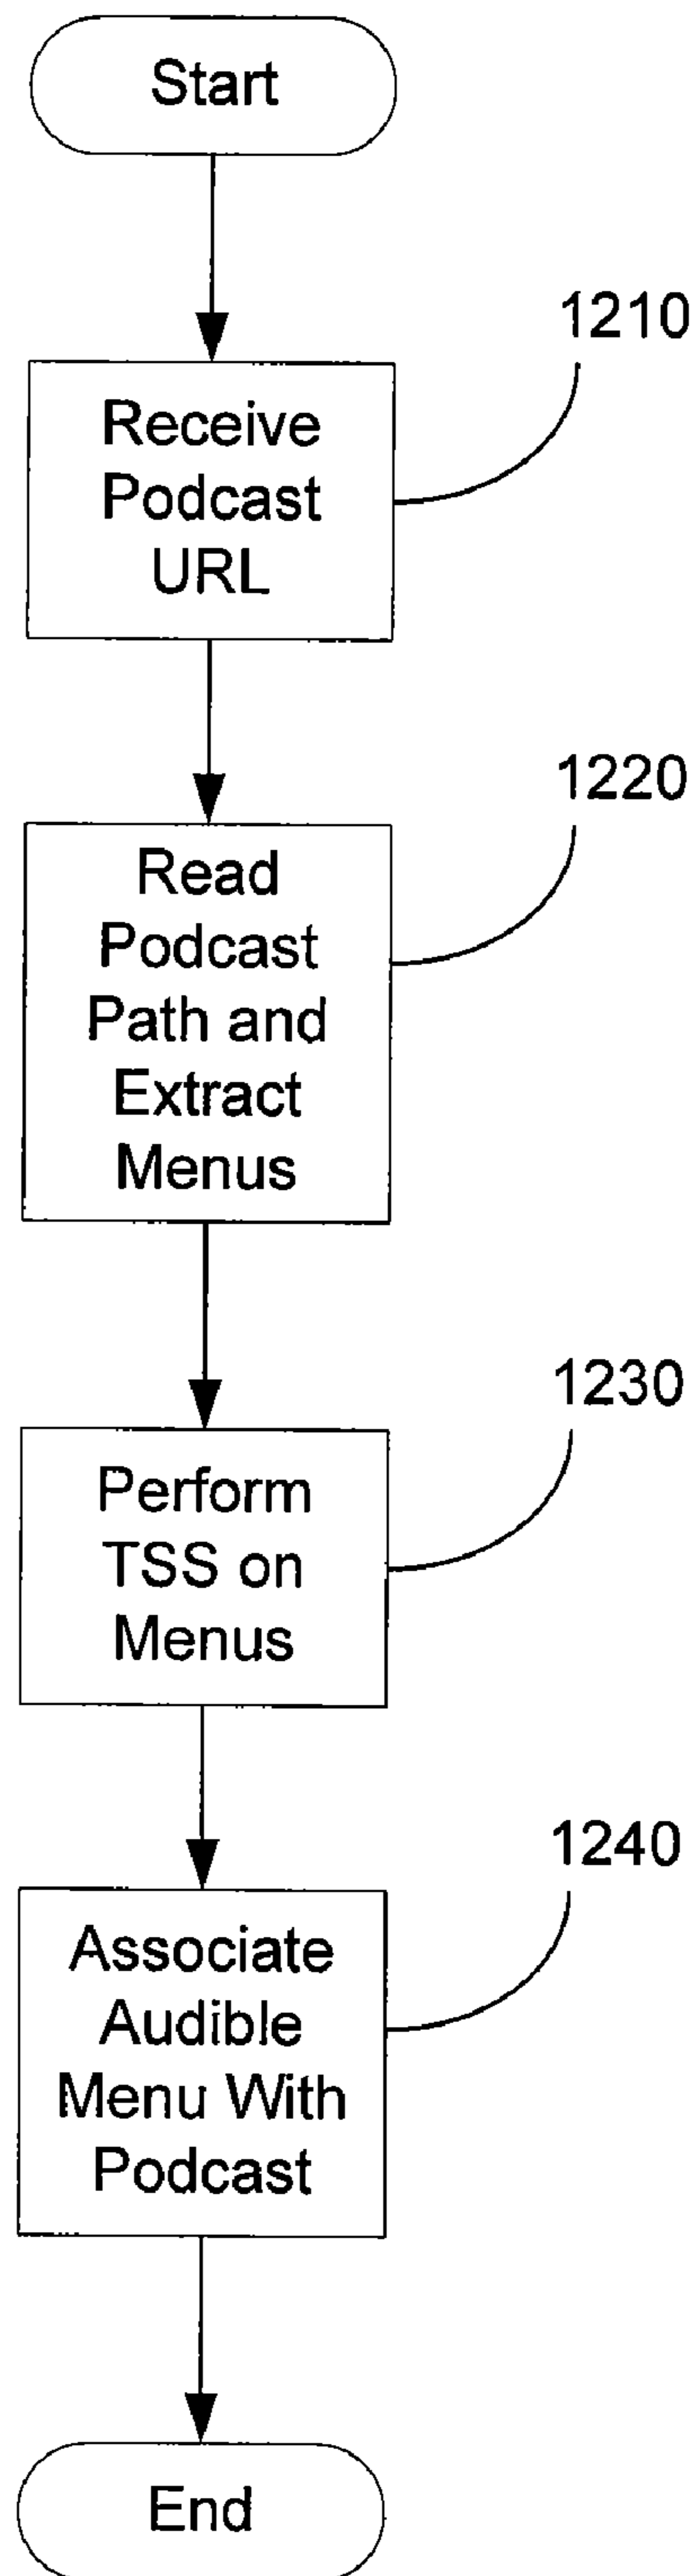 Start
1210
Receive
Podcast
URL
1220
Read
Podcast
Path and
Extract
Menus
1230
Perform
TSS on
Menus
1240
Associate
Audible
Menu With
Podcast
End